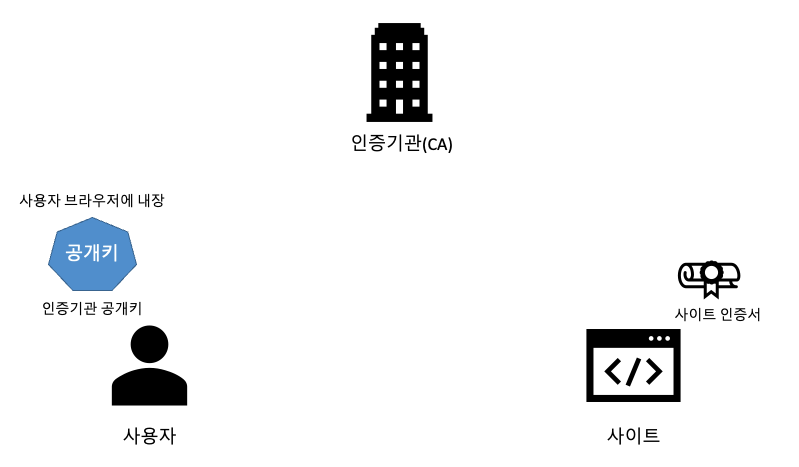 인증기관(CA)
사용자 브라우저에 내장
공개키
인증기관 공개키
사용자
사이트 인증서
</>
사이트